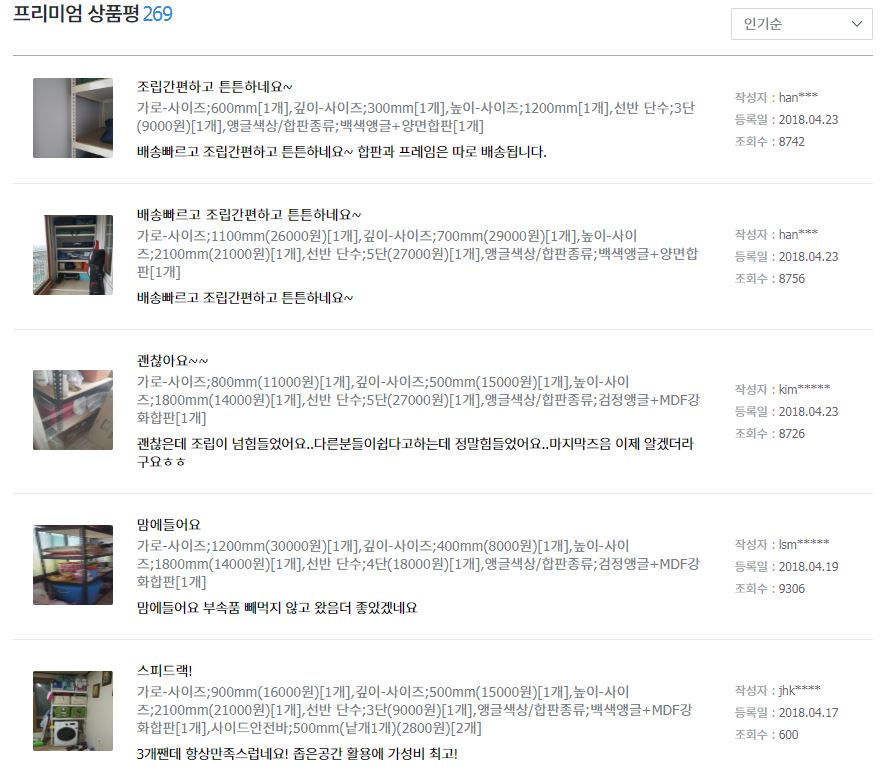 프리미엄 상품평 269
인기순
조립간편하고 튼튼하네요~
가로-사이즈;600mm[1개],깊이-사이즈;300mm[1개],높이-사이즈;1200mm[1개],선반 단수;3단
(9000원)[1개],앵글색상/합판종류;백색앵글+양면합판[1개]
배송빠르고 조립간편하고 튼튼하네요~ 합판과 프레임은 따로 배송됩니다.
작성자 : han***
등록일 : 2018.04.23
조회수 : 8742
배송빠르고 조립간편하고 튼튼하네요~
가로-사이즈;1100mm(26000원)[1개],깊이-사이즈;700mm(29000원)[1개],높이-사이
즈;2100mm(21000원)[1개],선반 단수;5단(27000원)[1개],앵글색상/합판종류;백색앵글+양면합
판[1개]
배송빠르고 조립간편하고 튼튼하네요~
작성자 : han***
등록일 : 2018.04.23
조회수 : 8756
괜찮아요~~
가로-사이즈;800mm(11000원)[1개],깊이-사이즈;500mm(15000원)[1개],높이-사이
즈;1800mm(14000원)[1개],선반 단수;5단(27000원)[1개],앵글색상/합판종류;검정앵글+MDF강
화합판[1개]
괜찮은데 조립이 넘힘들었어요..다른분들이쉽다고하는데 정말힘들었어요..마지막즈음 이제 알겠더라
구요ㅎㅎ
작성자 : kim*****
등록일 : 2018.04.23
조회수 : 8726
맘에들어요
가로-사이즈;1200mm(30000원)[1개],깊이-사이즈;400mm(8000원)[1개],높이-사이
즈;1800mm(14000원)[1개],선반 단수;4단(18000원)[1개],앵글색상/합판종류;검정앵글+MDF강
화합판[1개]
맘에들어요 부속품 빼먹지 않고 왔음더 좋았겠네요
작성자 : lsm*****
등록일 : 2018.04.19
조회수 : 9306
스피드랙!
가로-사이즈;900mm(16000원)[1개],깊이-사이즈;500mm(15000원)[1개],높이-사이
즈;2100mm(21000원)[1개],선반 단수;3단(9000원)[1개],앵글색상/합판종류;백색앵글+MDF강
화합판[1개],사이드안전바;500mm(낱개1개)(2800원)[2개]
3개짼데 항상만족스럽네요! 좁은공간 활용에 가성비 최고!
작성자 : jhk****
등록일 : 2018.04.17
조회수 : 600